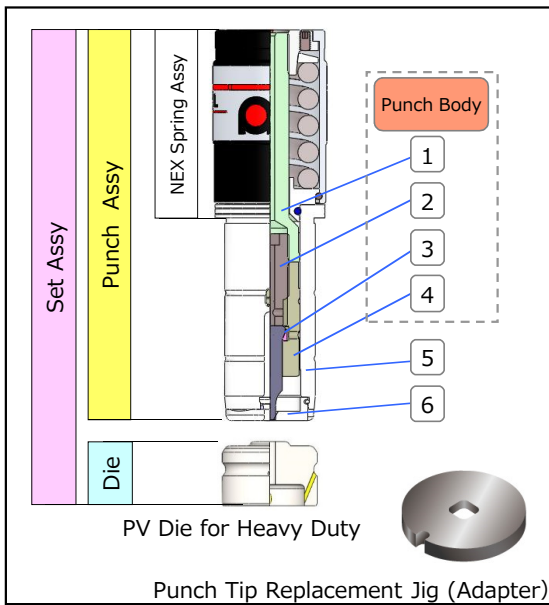 Set Assy
Punch Assy
NEX Spring Assy
Die
Punch Body
1
2
3
4
5
6
PV Die for Heavy Duty
Punch Tip Replacement Jig (Adapter)